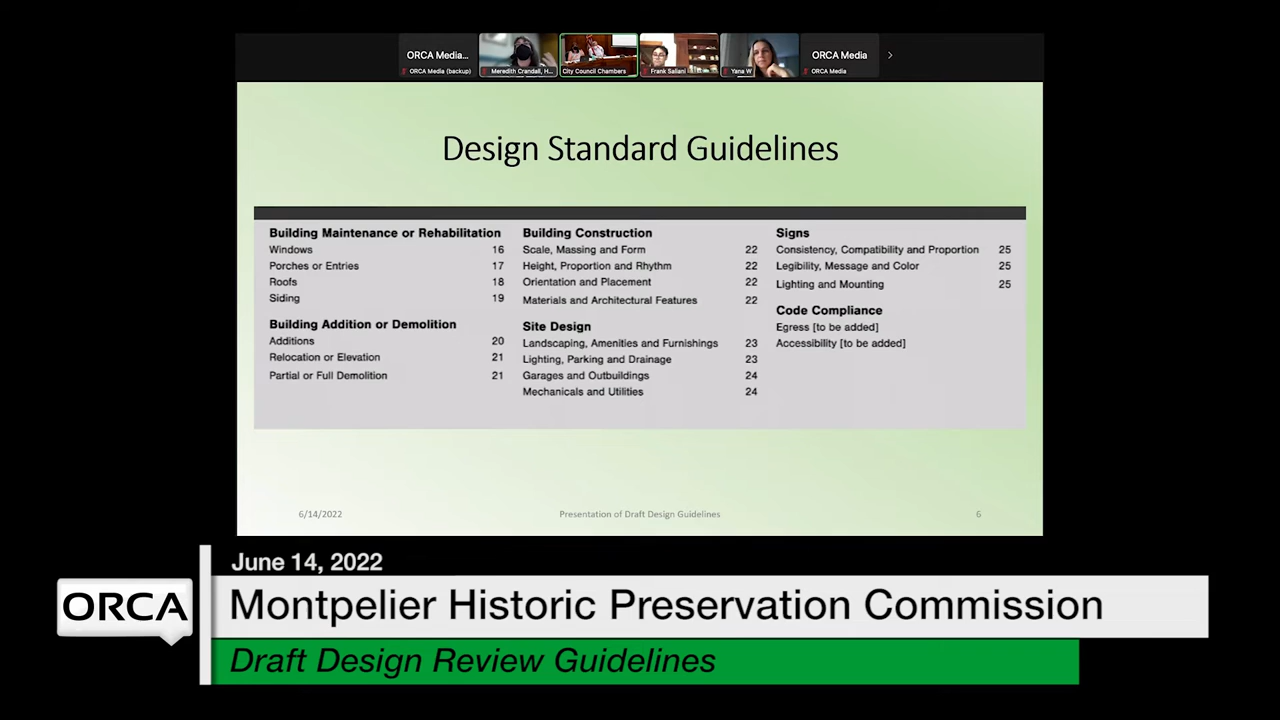 ORCA Media...
ORCA Media (backup)
Meredith Crandall, H...
City Council Chambers
Frank Sallani
Yana W
ORCA Media
ORCA Media
Design Standard Guidelines
Building Maintenance or Rehabilitation
Windows 16
Porches or Entries 17
Roofs 18
Siding 19
Building Addition or Demolition
Additions 20
Relocation or Elevation 21
Partial or Full Demolition 21
Building Construction
Scale, Massing and Form 22
Height, Proportion and Rhythm 22
Orientation and Placement 22
Materials and Architectural Features 22
Site Design
Landscaping, Amenities and Furnishings 23
Lighting, Parking and Drainage 23
Garages and Outbuildings 24
Mechanicals and Utilities 24
Signs
Consistency, Compatibility and Proportion 25
Legibility, Message and Color 25
Lighting and Mounting 25
Code Compliance
Egress [to be added]
Accessibility [to be added]
6/14/2022
Presentation of Draft Design Guidelines
6
June 14, 2022
ORCA
Montpelier Historic Preservation Commission
Draft Design Review Guidelines